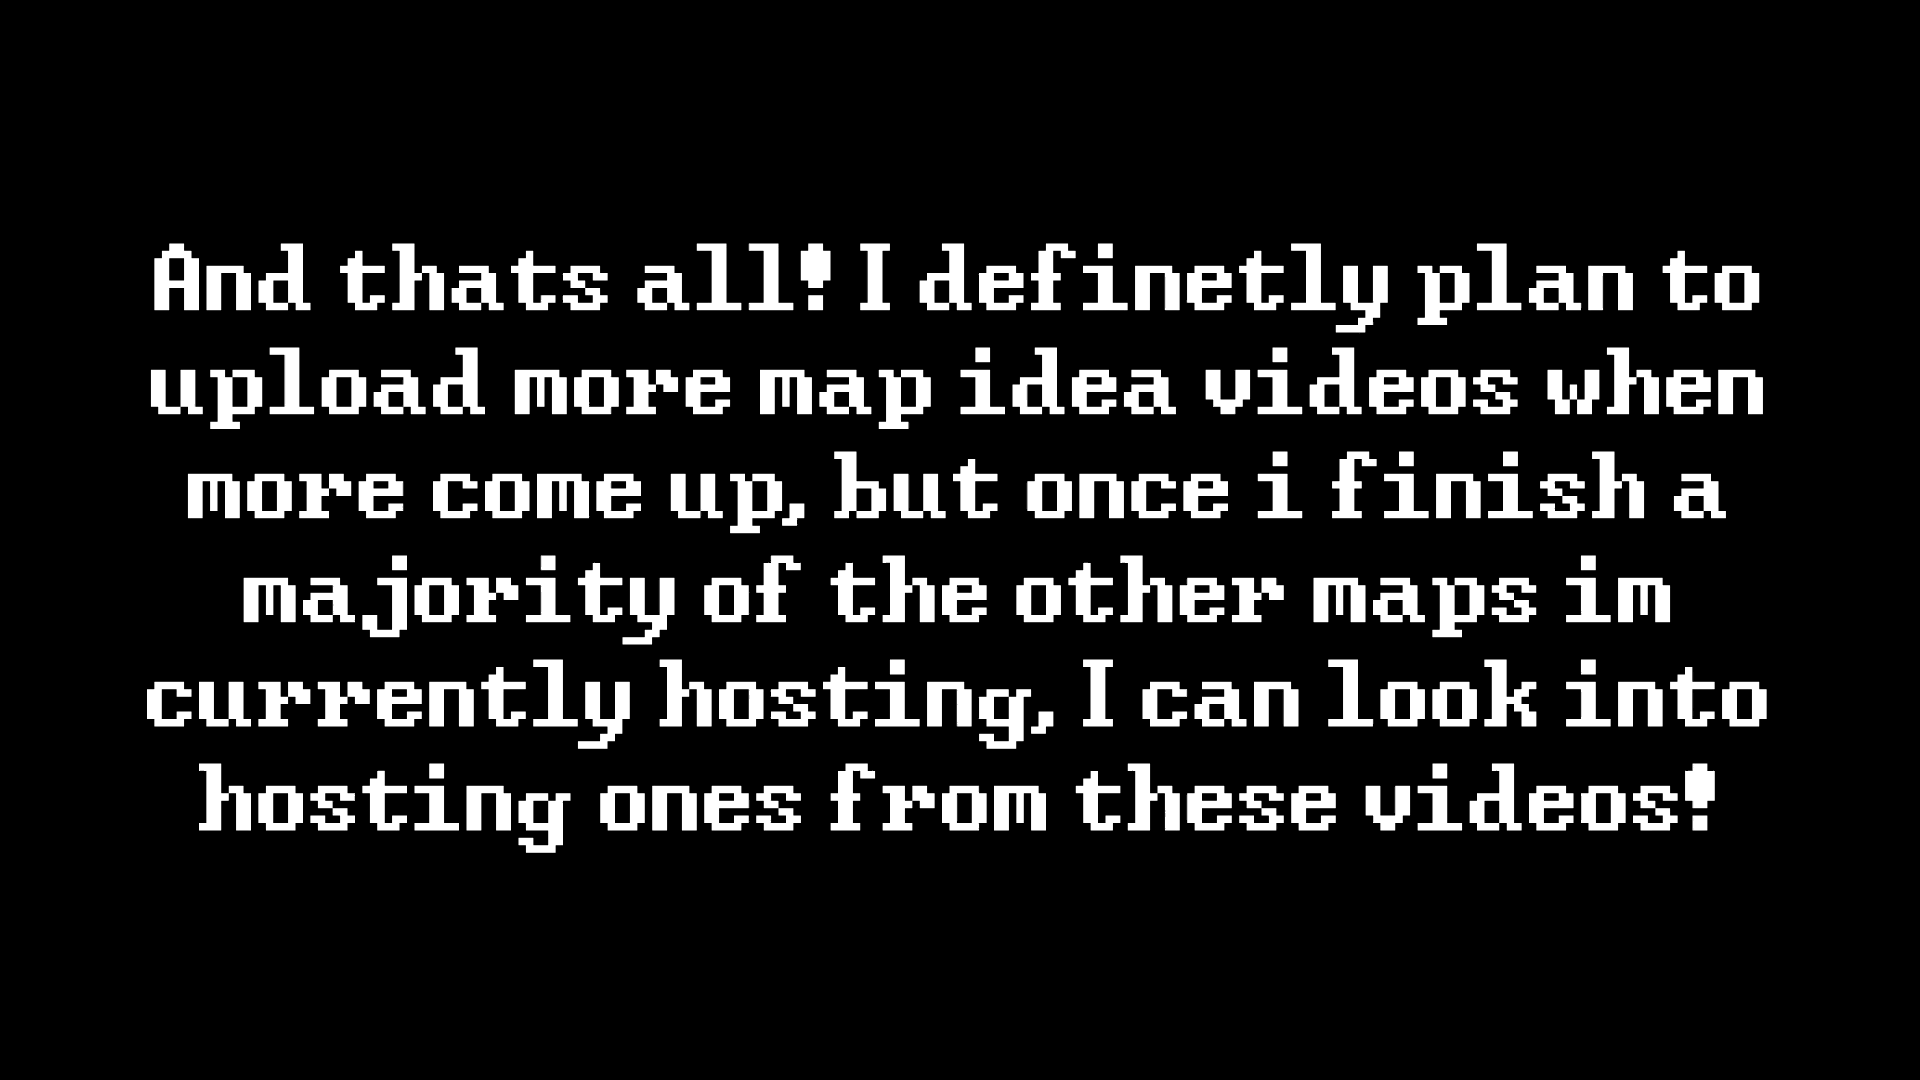 And thats all! I definetly plan to
upload more map idea videos when
more come up, but once i finish a
majority of the other maps im
currently hosting, I can look into
hosting ones from these videos!